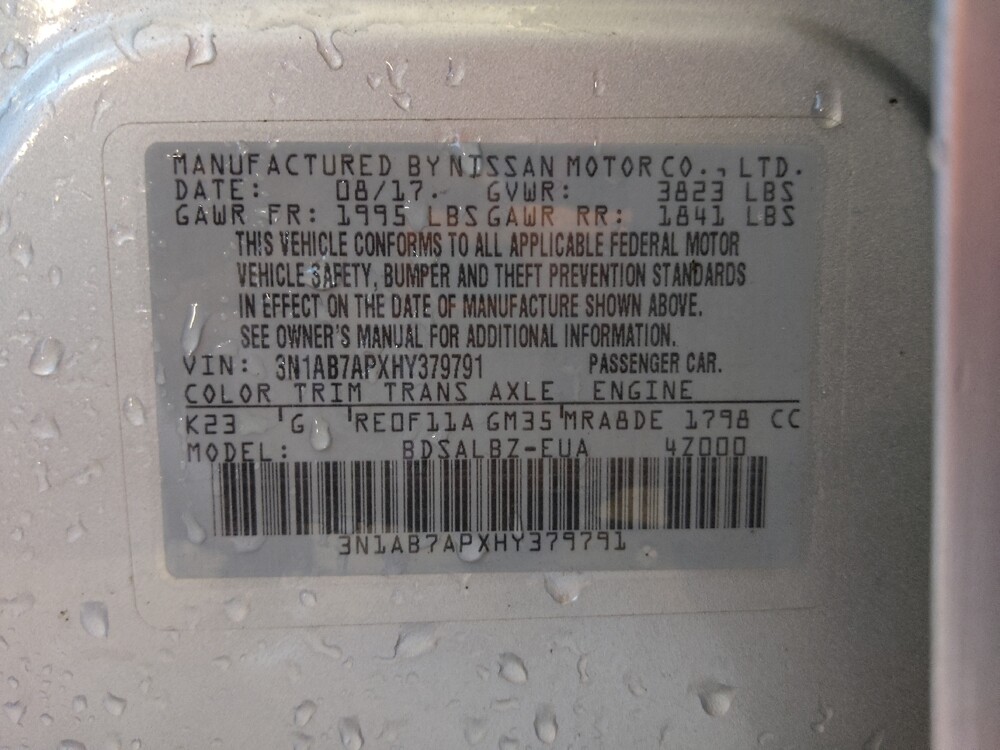 MANUFACTURED BY NISSAN MOTOR CO., LTD.
DATE: 08/17. GVWR: 3823 LBS
GAWR FR: 1995 LBS GAWR RR: 1841 LBS
THIS VEHICLE CONFORMS TO ALL APPLICABLE FEDERAL MOTOR
VEHICLE SAFETY, BUMPER AND THEFT PREVENTION STANDARDS
IN EFFECT ON THE DATE OF MANUFACTURE SHOWN ABOVE.
SEE OWNER'S MANUAL FOR ADDITIONAL INFORMATION.
VIN: 3N1AB7APXHY379791 PASSENGER CAR.
COLOR TRIM TRANS AXLE ENGINE
K23 'G 'RE0F11A GM35 'MRA8DE 1798 CC
MODEL: BDSALBZ-EUA 4Z000
3N1AB7APXHY379791